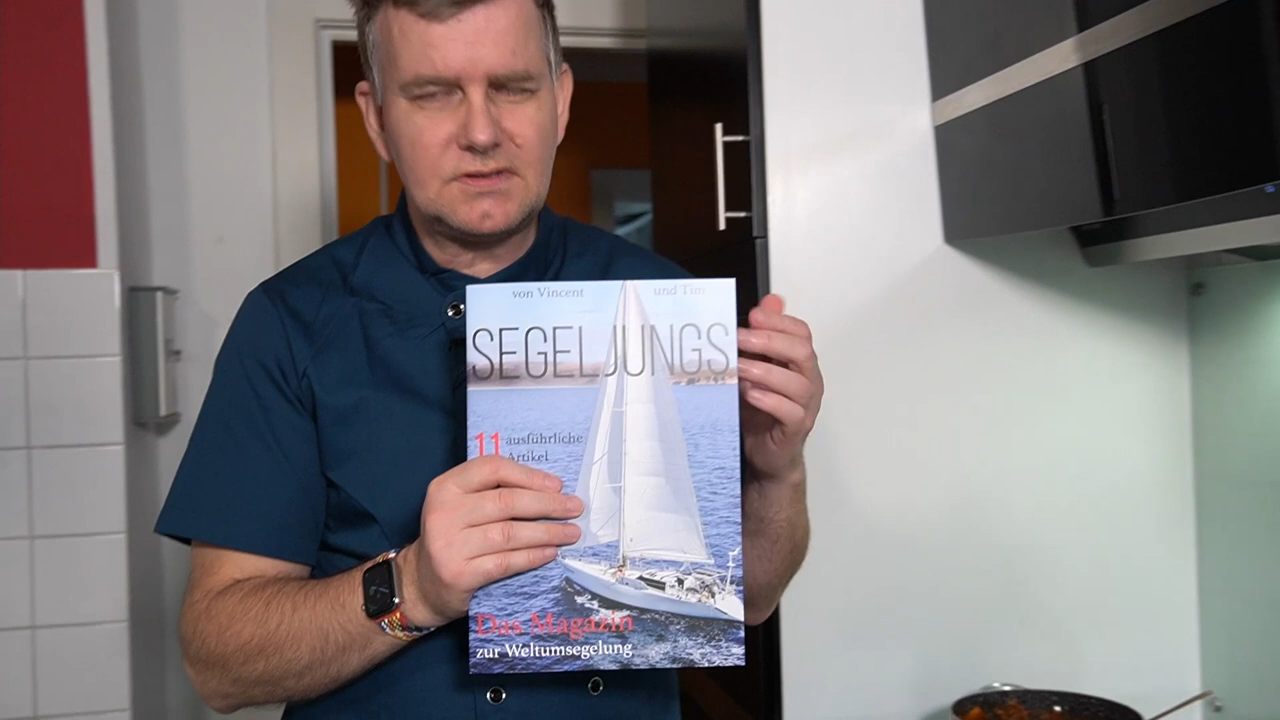 von Vincent und Tim
SEGELJUNGS
11 ausführliche
Artikel
Das Magazin
zur Weltumsegelung